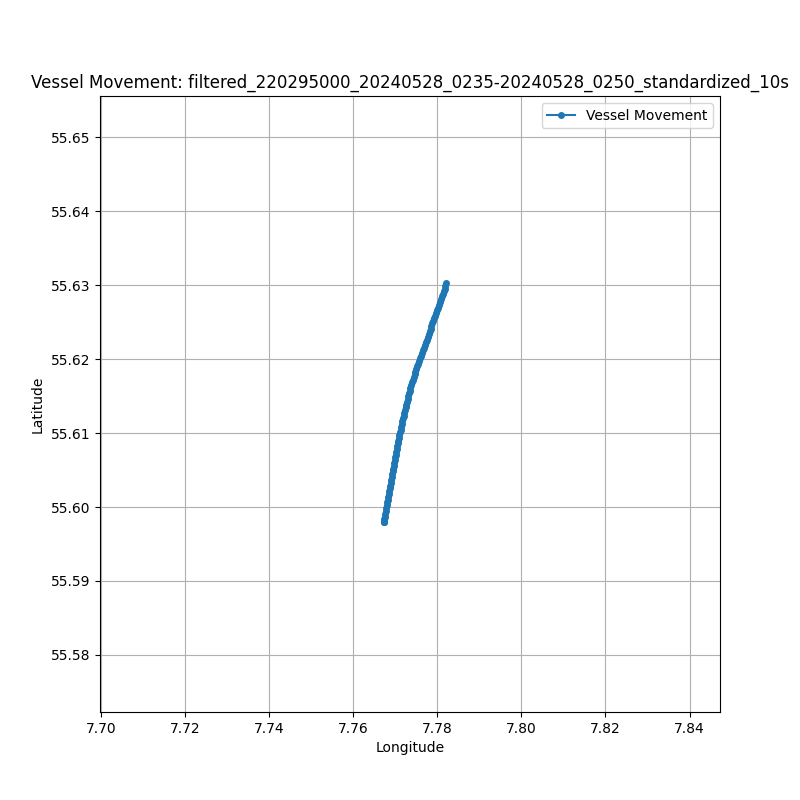 Vessel Movement: filtered_220295000_20240528_0235-20240528_0250_standardized_10s
Vessel Movement
55.65
55.64
55.63
55.62
55.61
55.60
55.59
55.58
Latitude
7.70 7.72 7.74 7.76 7.78 7.80 7.82 7.84
Longitude